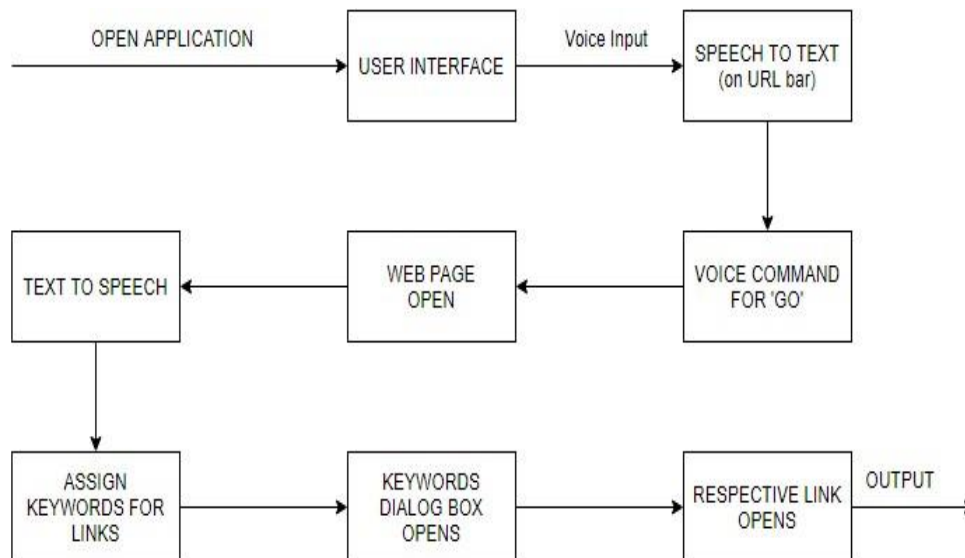 OPEN APPLICATION
USER INTERFACE
Voice Input
SPEECH TO TEXT
(on URL bar)
VOICE COMMAND
FOR 'GO'
WEB PAGE
OPEN
TEXT TO SPEECH
ASSIGN
KEYWORDS FOR
LINKS
KEYWORDS
DIALOG BOX
OPENS
RESPECTIVE LINK
OPENS
OUTPUT